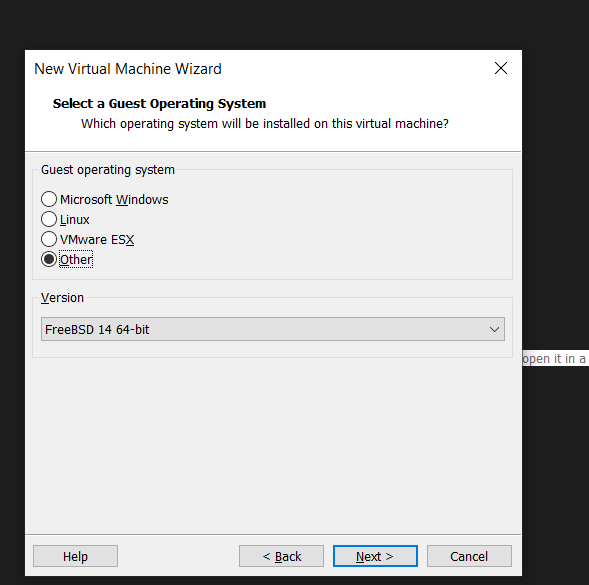 New Virtual Machine Wizard
Select a Guest Operating System
Which operating system will be installed on this virtual machine?
Guest operating system
Microsoft Windows
Linux
VMware ESX
Other
Version
FreeBSD 14 64-bit
open it in a
Help
< Back
Next >
Cancel